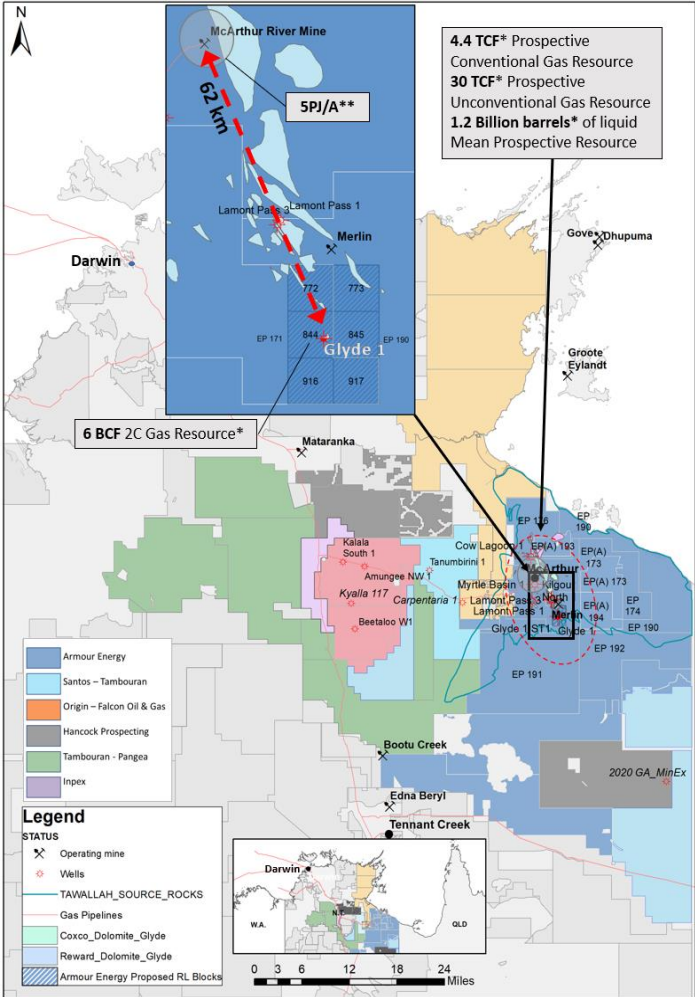 N
McArthur River Mine
5PJ/A**
62 km
4.4 TCF* Prospective
Conventional Gas Resource
30 TCF* Prospective
Unconventional Gas Resource
1.2 Billion barrels* of liquid
Mean Prospective Resource
Lamont Pass 3
Lamont Pass 1
Merlin
772
773
EP 171
844
845
EP 190
Glyde 1
916
917
6 BCF 2C Gas Resource*
Darwin
Gove
Dhupuma
Groote
Eylandt
Mataranka
Kalala
South 1
Amungee NW 1
Kyalla 117
Beetaloo W1
Tanumbirini 1
Carpentaria 1
Cow Lagoon 1
EP 176
EP
190
EP(A) 193
EP(A)
173
McArthur
Myrtle Basin 1
Kilgour
North
EP(A) 173
Lamont Pass 3
Lamont Pass 1
Merlin
EP(A)
194
EP
174
Glyde 1 ST1
Glyde 1
EP 190
EP 192
EP 191
Bootu Creek
2020 GA_MinEx
Edna Beryl
Tennant Creek
Armour Energy
Santos – Tambouran
Origin – Falcon Oil & Gas
Hancock Prospecting
Tambouran - Pangea
Inpex
Legend
STATUS
Operating mine
Wells
TAWALLAH_SOURCE_ROCKS
Gas Pipelines
Coxco_Dolomite_Glyde
Reward_Dolomite_Glyde
Armour Energy Proposed RL Blocks
Darwin
N.T.
W.A.
QLD
0 3 6 12 18 24
Miles